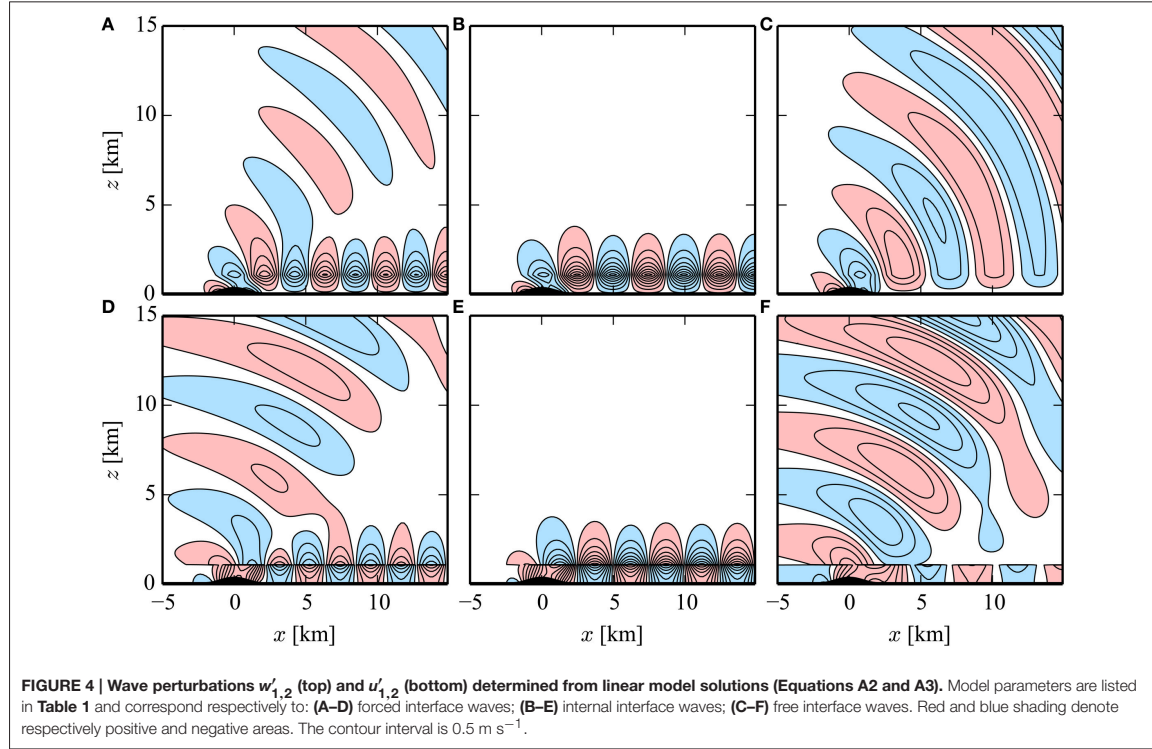 A
B
C
15
10
5
0
z [km]
D
E
F
15
10
5
0
z [km]
−5 0 5 10
−5 0 5 10
−5 0 5 10
x [km]
x [km]
x [km]
FIGURE 4 | Wave perturbations w′1,2 (top) and u′1,2 (bottom) determined from linear model solutions (Equations A2 and A3). Model parameters are listed
in Table 1 and correspond respectively to: (A–D) forced interface waves; (B–E) internal interface waves; (C–F) free interface waves. Red and blue shading denote
respectively positive and negative areas. The contour interval is 0.5 m s−1.